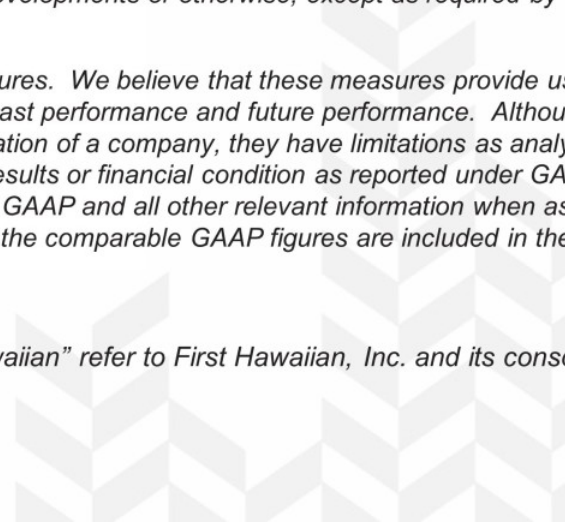 developments or otherwise, except as required by
ures. We believe that these measures provide us
ast performance and future performance. Althou
ation of a company, they have limitations as analy
esults or financial condition as reported under GA
GAAP and all other relevant information when as
the comparable GAAP figures are included in the
vaiian” refer to First Hawaiian, Inc. and its conso